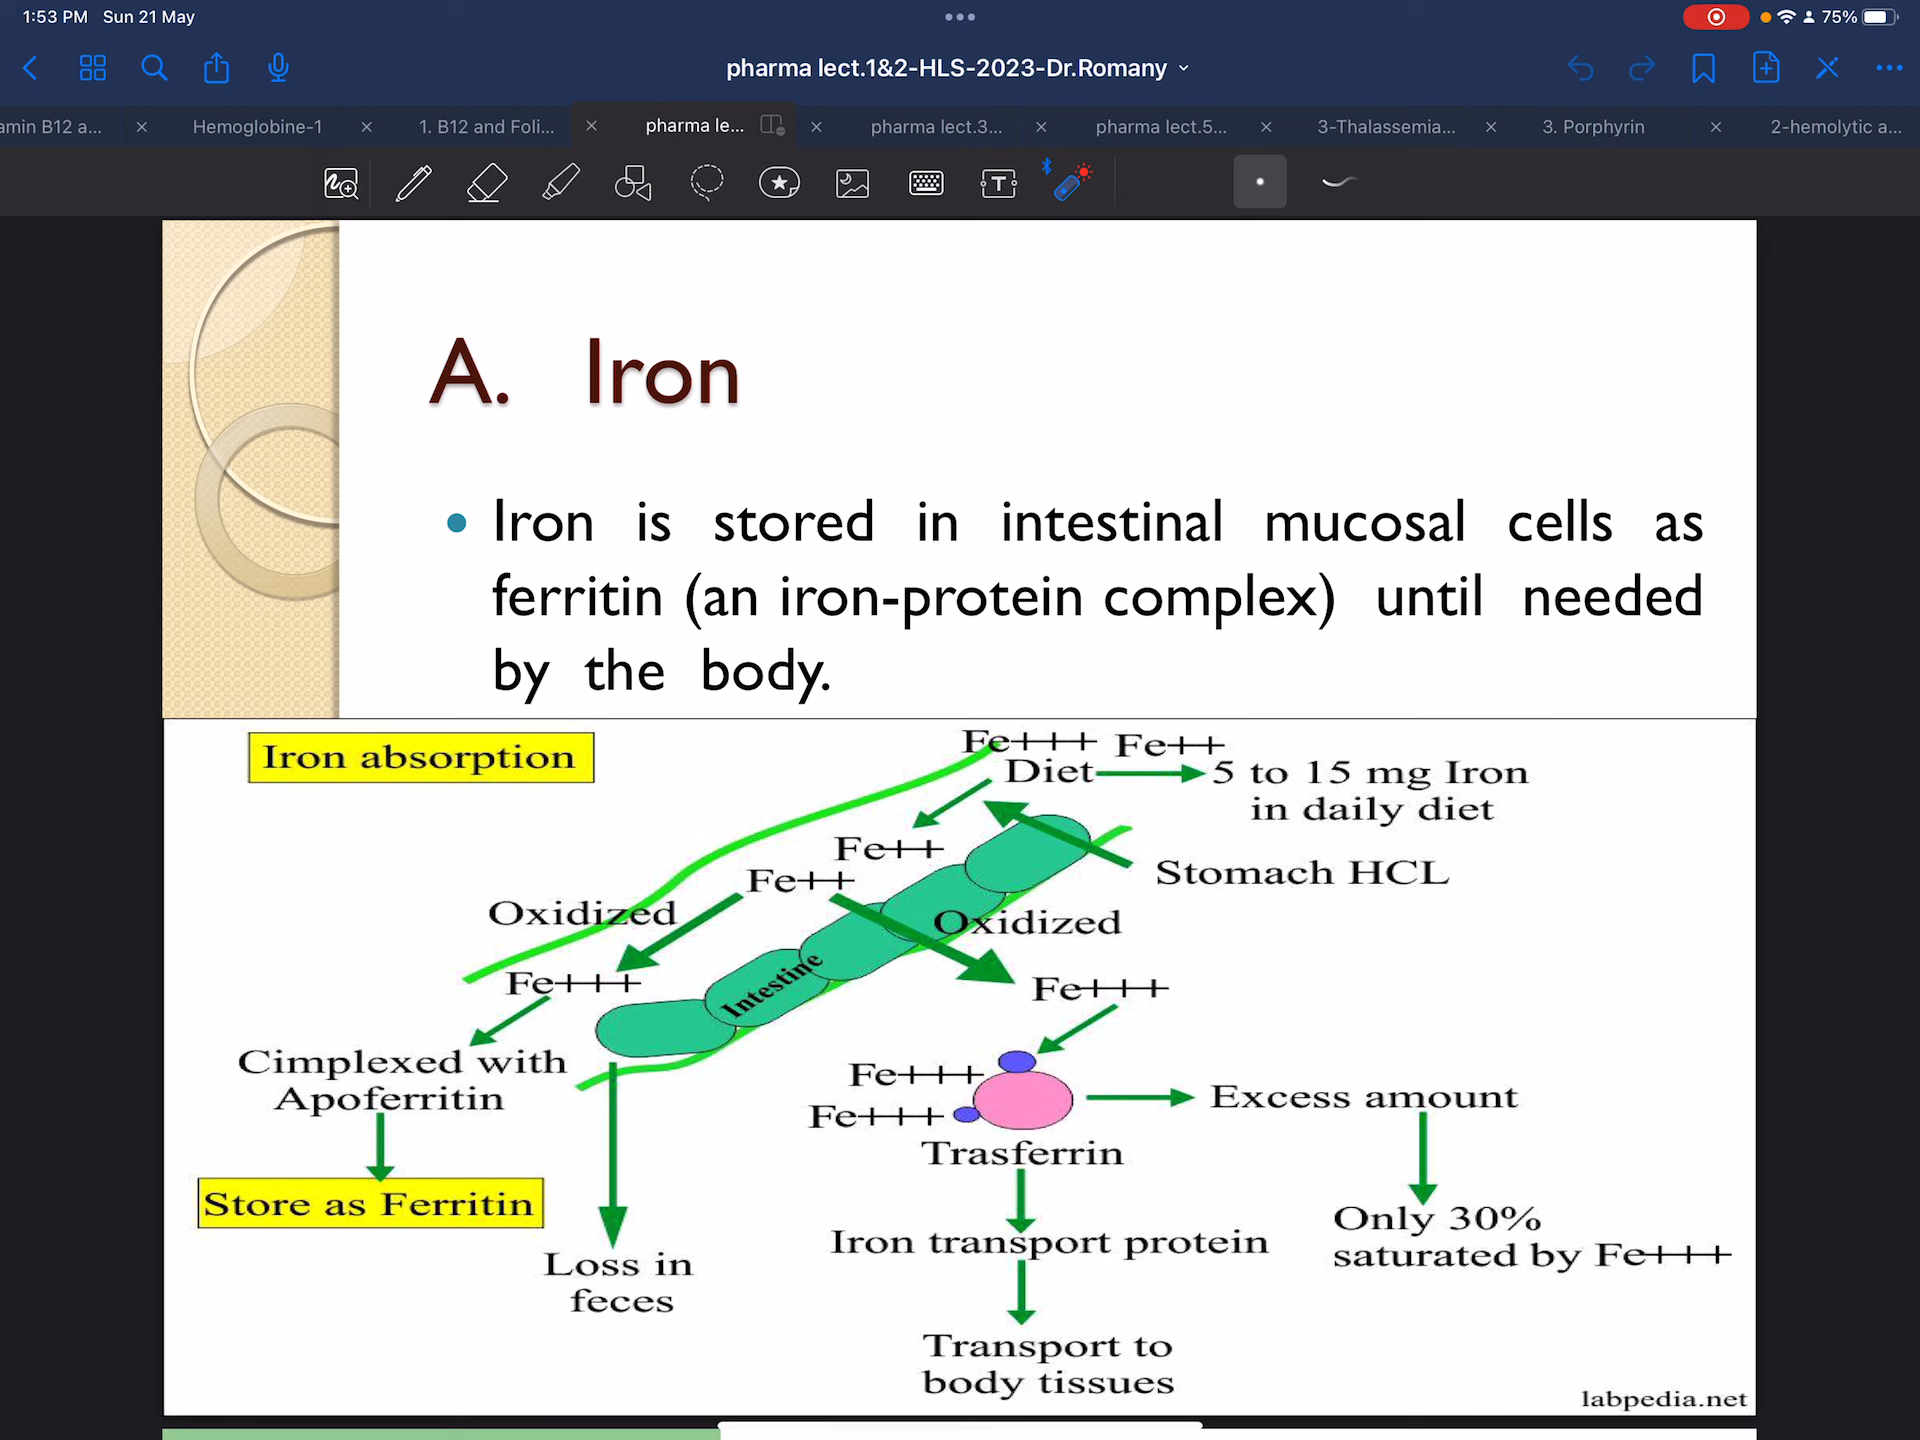 1:53 PM Sun 21 May
75%
pharma lect.1&2-HLS-2023-Dr.Romany
amin B12 a...
Hemoglobine-1
1. B12 and Foli...
pharma le...
pharma lect.3...
pharma lect.5...
3-Thalassemia...
3. Porphyrin
2-hemolytic a...
A. Iron
• Iron is stored in intestinal mucosal cells as
ferritin (an iron-protein complex) until needed
by the body.
Iron absorption
Fe+++ Fe++
Diet
5 to 15 mg Iron
in daily diet
Fe++
Fe++
Stomach HCL
Oxidized
Oxidized
Intestine
Fe+++
Fe+++
Cimplexed with
Apoferritin
Fe+++
Fe+++
Excess amount
Trasferrin
Store as Ferritin
Only 30%
saturated by Fe+++
Iron transport protein
Loss in
feces
Transport to
body tissues
labpedia.net